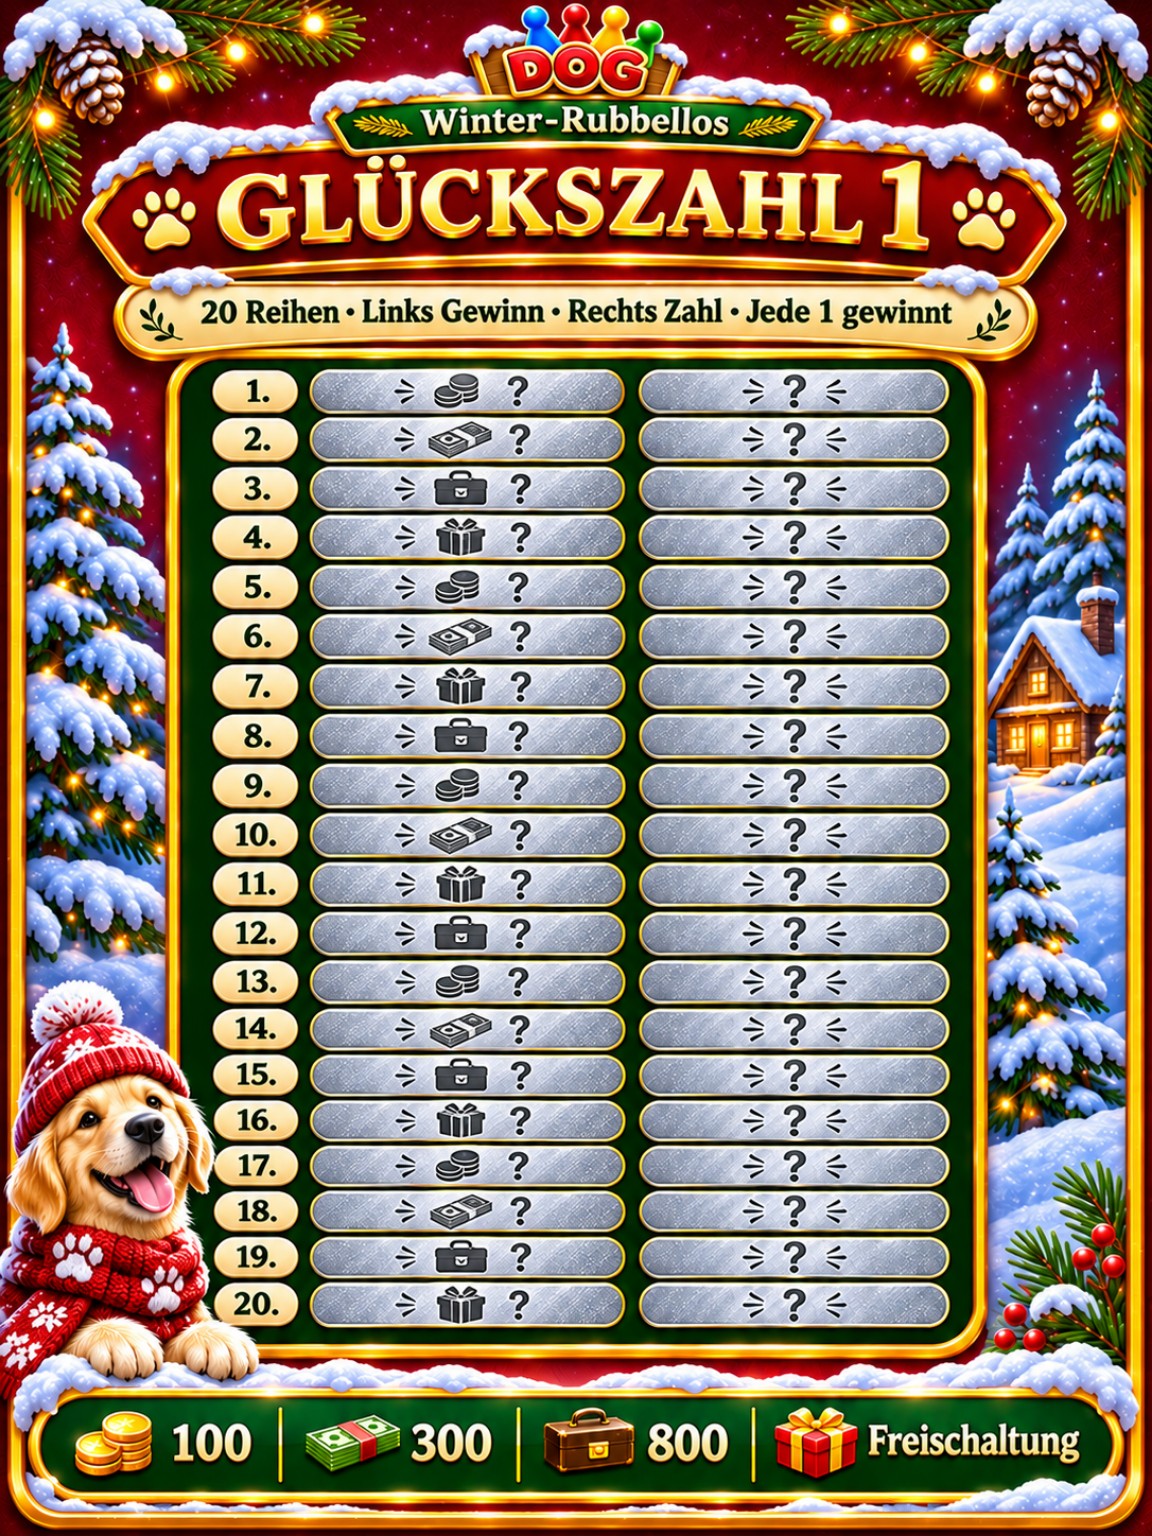 DOG
Winter-Rubbellos
GLÜCKSZAHL 1
20 Reihen • Links Gewinn • Rechts Zahl • Jede 1 gewinnt
1. ? ?
2. ? ?
3. ? ?
4. ? ?
5. ? ?
6. ? ?
7. ? ?
8. ? ?
9. ? ?
10. ? ?
11. ? ?
12. ? ?
13. ? ?
14. ? ?
15. ? ?
16. ? ?
17. ? ?
18. ? ?
19. ? ?
20. ? ?
100 300 800 Freischaltung